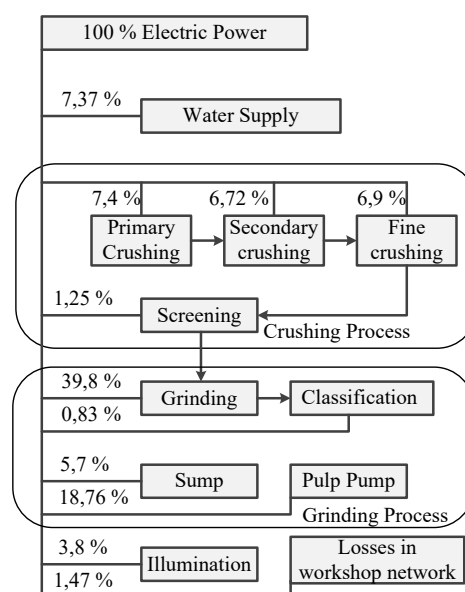 100 % Electric Power
7,37 %
Water Supply
7,4 %
6,72 %
6,9 %
Primary
Crushing
Secondary
crushing
Fine
crushing
1,25 %
Screening
Crushing Process
39,8 %
Grinding
Classification
0,83 %
5,7 %
Sump
Pulp Pump
18,76 %
Grinding Process
3,8 %
Illumination
Losses in
workshop network
1,47 %